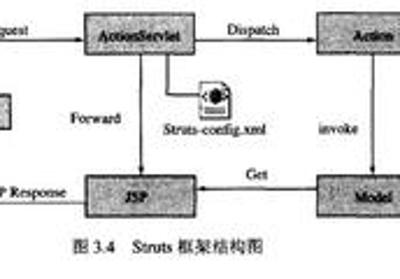 quest
ActionServlet
Dispatch
Action
Forward
Struts-config.xml
invoke
P Response
JSP
Get
Model
图 3.4 Struts 框架结构图